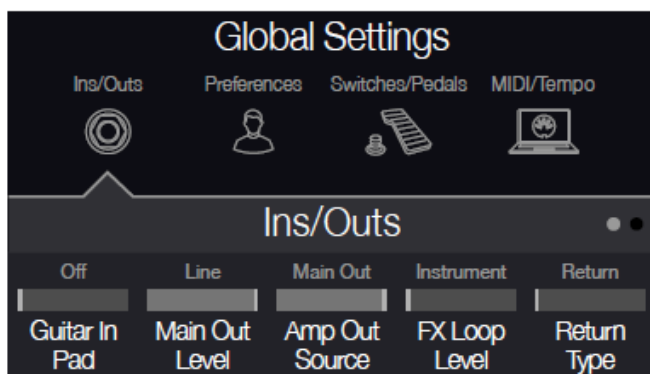 Global Settings
Ins/Outs Preferences Switches/Pedals MIDI/Tempo
Ins/Outs
Off Line Main Out Instrument Return
Guitar In Main Out Amp Out FX Loop Return
Pad Level Source Level Type